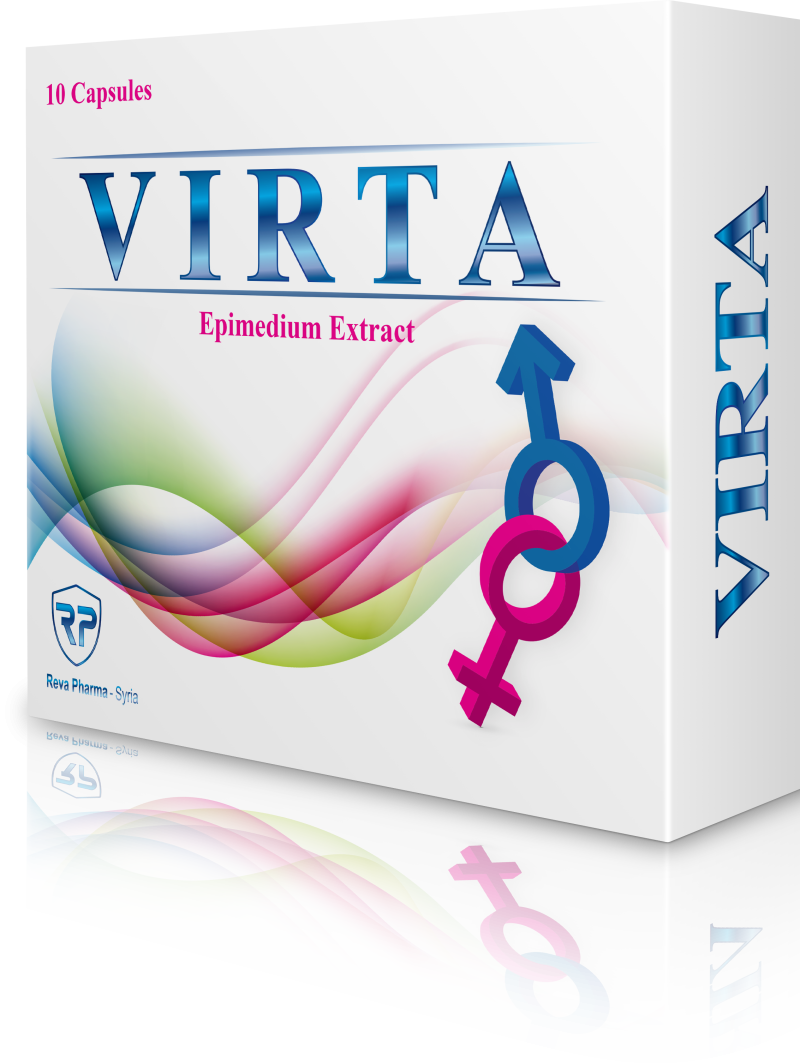 10 Capsules
VIRTA
Epimedium Extract
RP
Reva Pharma - Syria
VIRTA